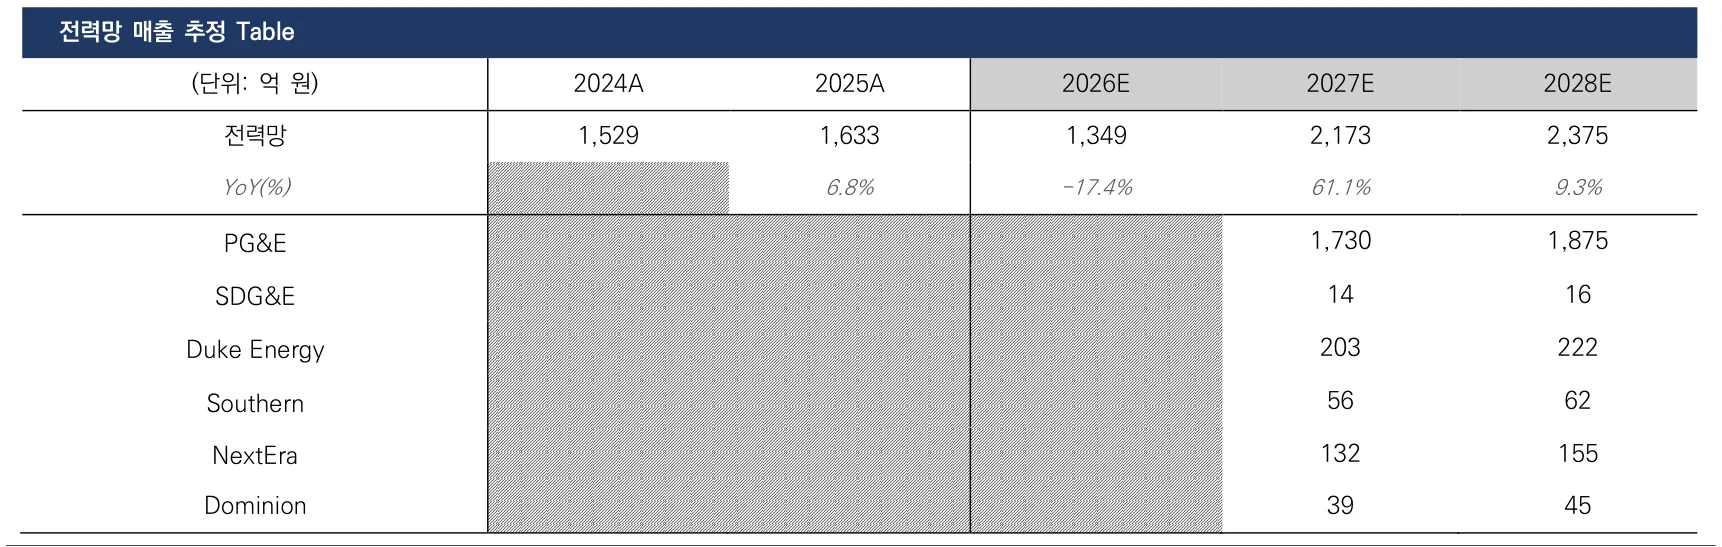 전력망 매출 추정 Table
(단위: 억 원) 2024A 2025A 2026E 2027E 2028E
전력망 1,529 1,633 1,349 2,173 2,375
YoY(%) 6.8% -17.4% 61.1% 9.3%
PG&E 1,730 1,875
SDG&E 14 16
Duke Energy 203 222
Southern 56 62
NextEra 132 155
Dominion 39 45